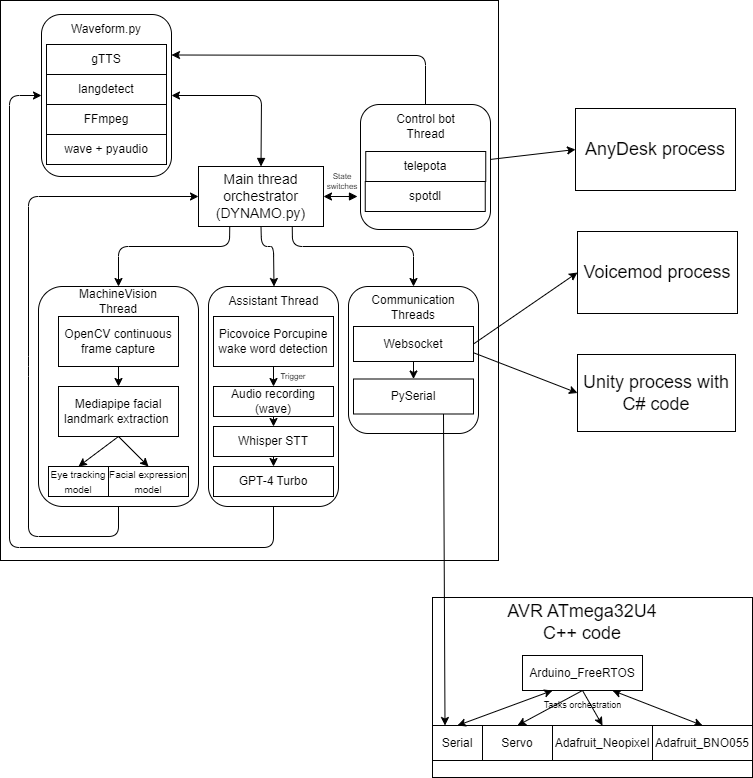 Waveform.py
gTTS
langdetect
FFmpeg
wave + pyaudio
Control bot
Thread
telepota
spotdl
AnyDesk process
Main thread
orchestrator
(DYNAMO.py)
State
switches
Voicemod process
MachineVision
Thread
OpenCV continuous
frame capture
Mediapipe facial
landmark extraction
Eye tracking
model
Facial expression
model
Assistant Thread
Picovoice Porcupine
wake word detection
Trigger
Audio recording
(wave)
Whisper STT
GPT-4 Turbo
Communication
Threads
Websocket
PySerial
Unity process with
C# code
AVR ATmega32U4
C++ code
Arduino_FreeRTOS
Tasks orchestration
Serial
Servo
Adafruit_Neopixel
Adafruit_BNO055